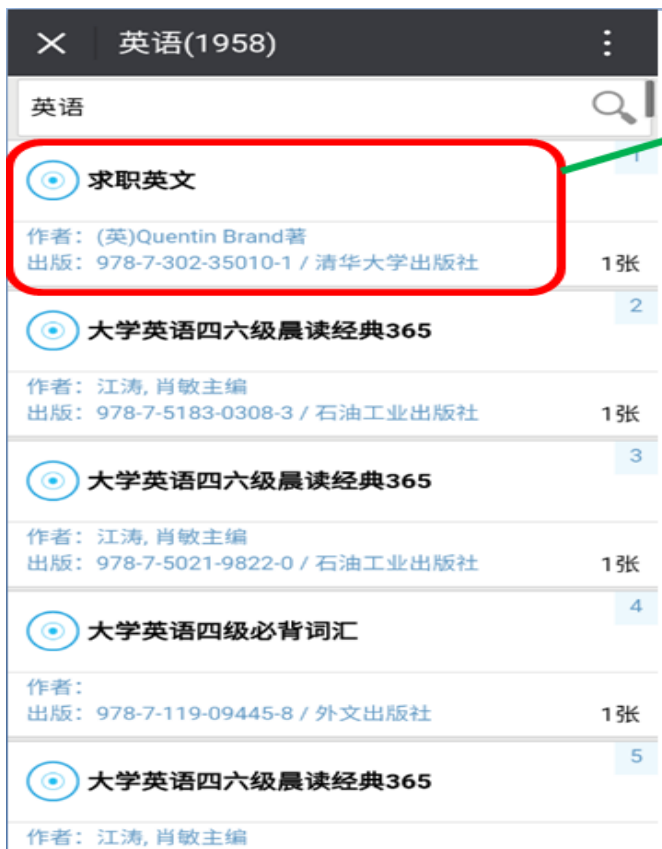 英语(1958)
英语
1
求职英文
作者：(英)Quentin Brand著
出版：978-7-302-35010-1 / 清华大学出版社
1张
2
大学英语四六级晨读经典365
作者：江涛, 肖敏主编
出版：978-7-5183-0308-3 / 石油工业出版社
1张
3
大学英语四六级晨读经典365
作者：江涛, 肖敏主编
出版：978-7-5021-9822-0 / 石油工业出版社
1张
4
大学英语四级必背词汇
作者：
出版：978-7-119-09445-8 / 外文出版社
1张
5
大学英语四六级晨读经典365
作者：江涛, 肖敏主编